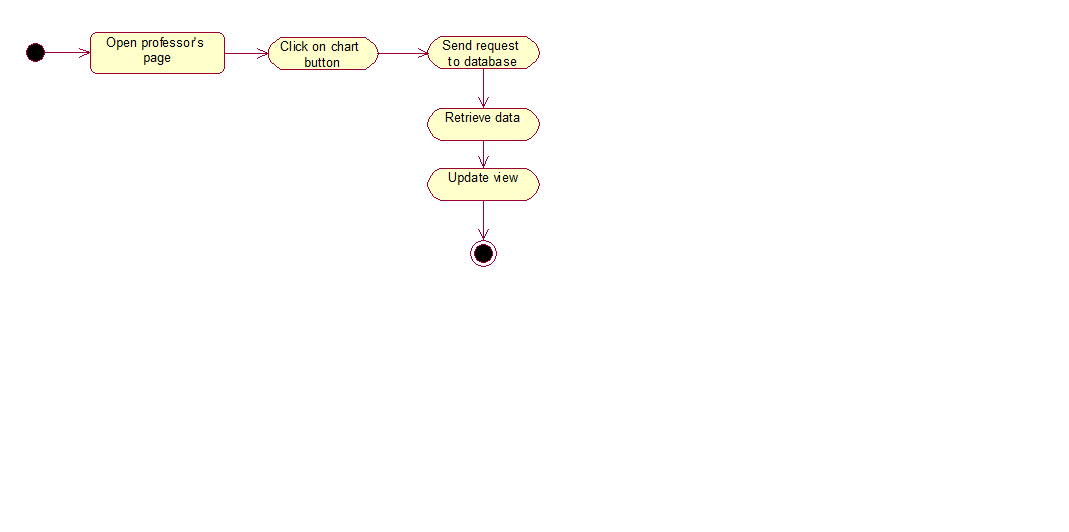 Open professor's
page
Click on chart
button
Send request
to database
Retrieve data
Update view